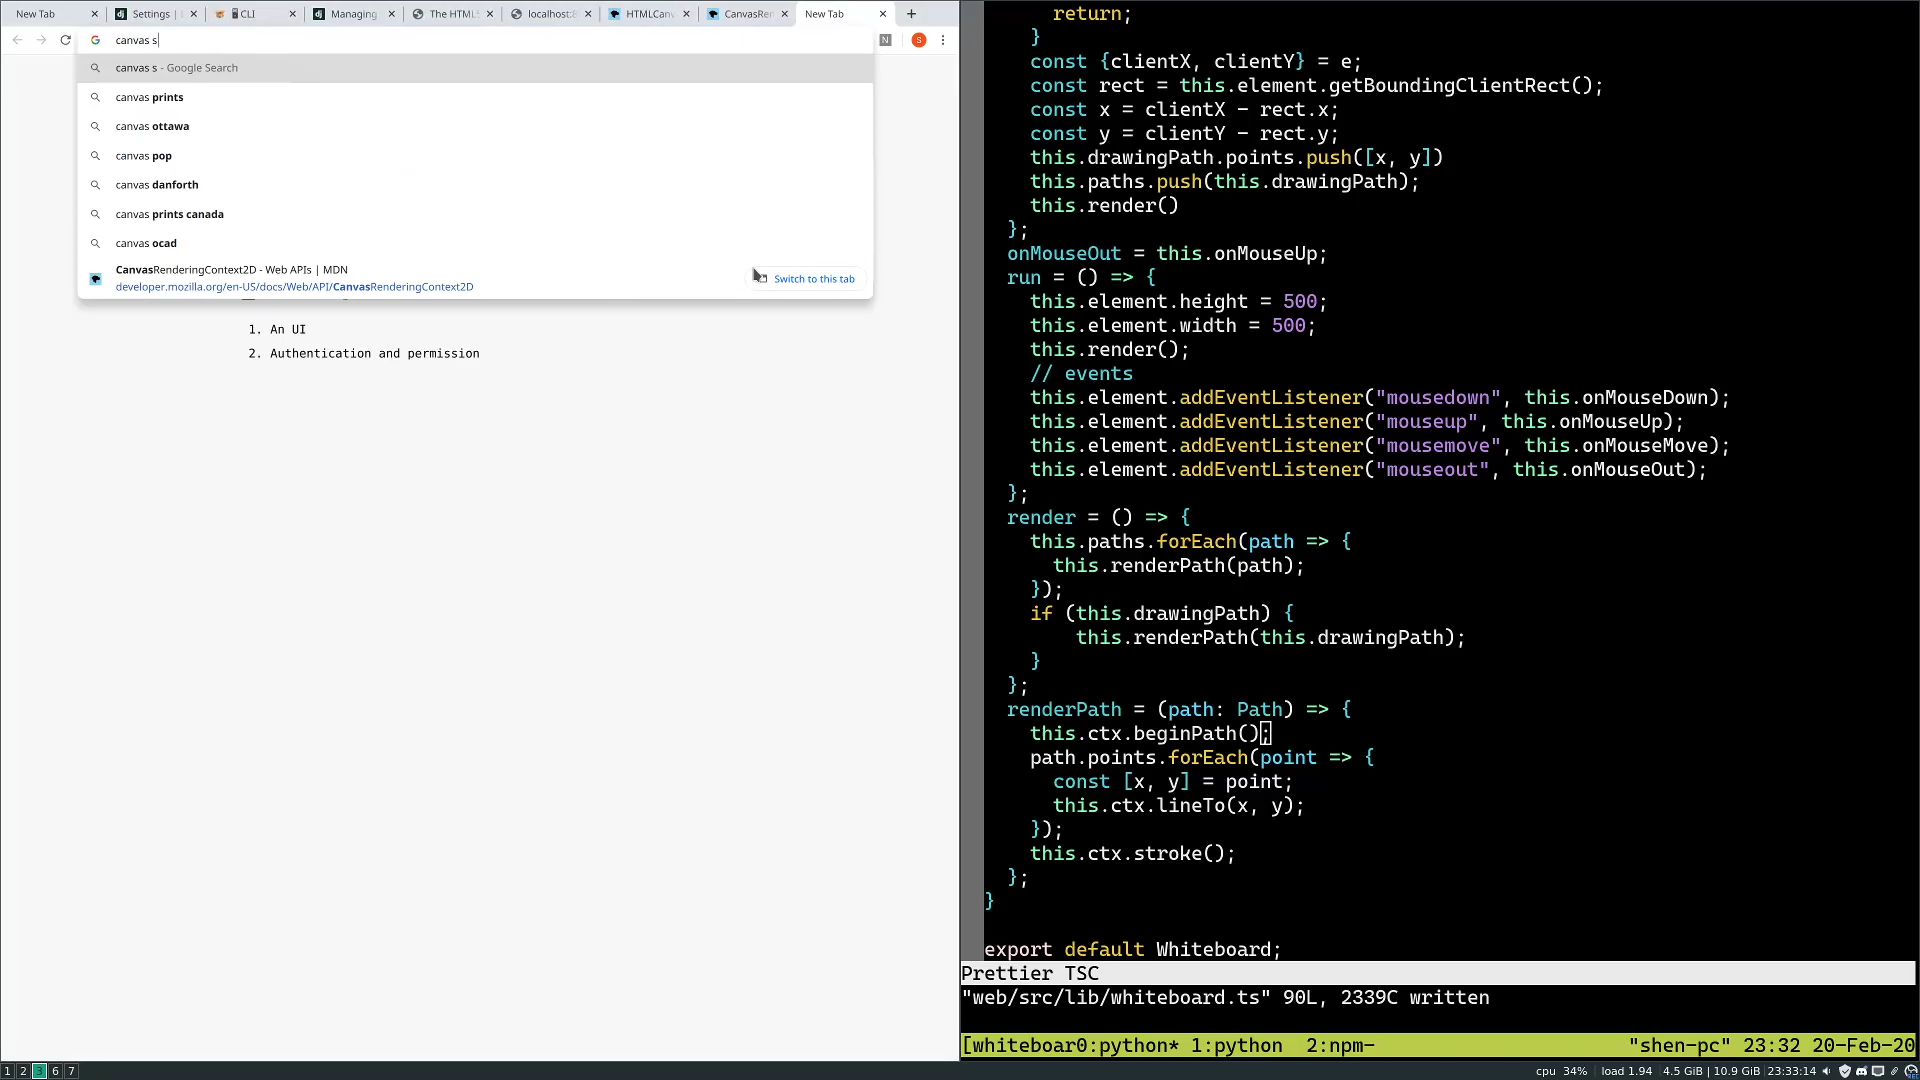 New Tab
Settings |
CLI
Managing
The HTML5
localhost:8
HTMLCanv
CanvasRen
New Tab
canvas s
N
S
canvas s - Google Search
canvas prints
canvas ottawa
canvas pop
canvas danforth
canvas prints canada
canvas ocad
CanvasRenderingContext2D - Web APIs | MDN
developer.mozilla.org/en-US/docs/Web/API/CanvasRenderingContext2D
Switch to this tab
1. An UI
2. Authentication and permission
return;
}
const {clientX, clientY} = e;
const rect = this.element.getBoundingClientRect();
const x = clientX - rect.x;
const y = clientY - rect.y;
this.drawingPath.points.push([x, y])
this.paths.push(this.drawingPath);
this.render()
};
onMouseOut = this.onMouseUp;
run = () => {
this.element.height = 500;
this.element.width = 500;
this.render();
// events
this.element.addEventListener("mousedown", this.onMouseDown);
this.element.addEventListener("mouseup", this.onMouseUp);
this.element.addEventListener("mousemove", this.onMouseMove);
this.element.addEventListener("mouseout", this.onMouseOut);
};
render = () => {
this.paths.forEach(path => {
this.renderPath(path);
});
if (this.drawingPath) {
this.renderPath(this.drawingPath);
}
};
renderPath = (path: Path) => {
this.ctx.beginPath();
path.points.forEach(point => {
const [x, y] = point;
this.ctx.lineTo(x, y);
});
this.ctx.stroke();
};
}
export default Whiteboard;
Prettier TSC
"web/src/lib/whiteboard.ts" 90L, 2339C written
[whiteboar0:python* 1:python 2:npm- "shen-pc" 23:32 20-Feb-20
1 2 3 6 7
cpu 34% load 1.94 4.5 GiB | 10.9 GiB 23:33:14